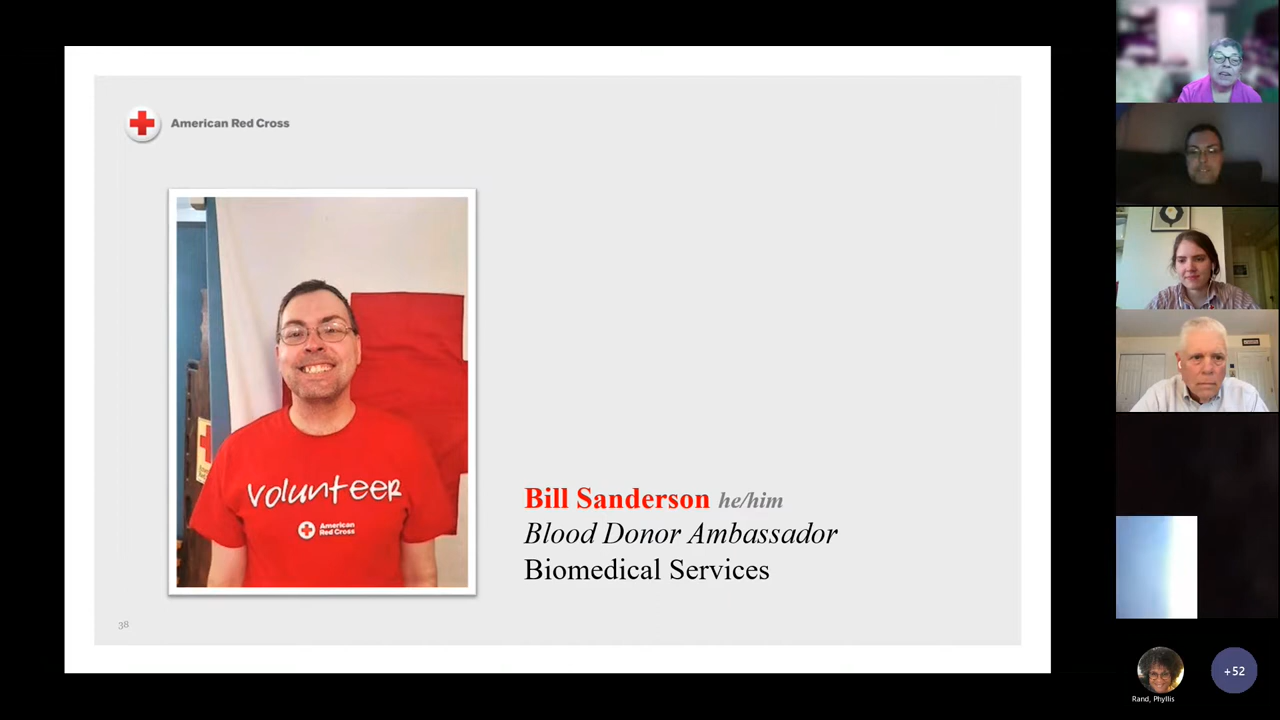 American Red Cross
volunteer
American
Red Cross
Bill Sanderson he/him
Blood Donor Ambassador
Biomedical Services
38
Rand, Phyllis
+52